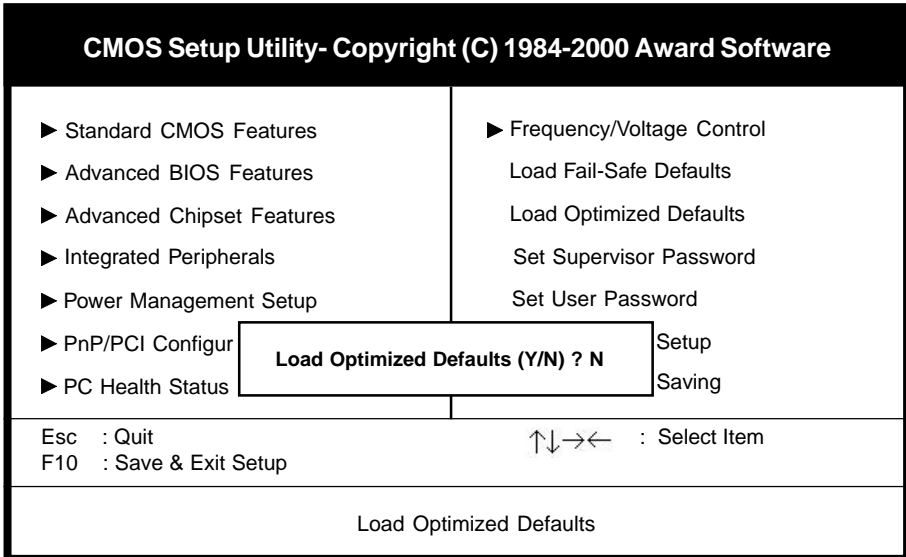 CMOS Setup Utility- Copyright (C) 1984-2000 Award Software
▶ Standard CMOS Features
▶ Advanced BIOS Features
▶ Advanced Chipset Features
▶ Integrated Peripherals
▶ Power Management Setup
▶ PnP/PCI Configur
▶ PC Health Status
▶ Frequency/Voltage Control
Load Fail-Safe Defaults
Load Optimized Defaults
Set Supervisor Password
Set User Password
Setup
Saving
Load Optimized Defaults (Y/N) ? N
Esc : Quit
F10 : Save & Exit Setup
↑↓→← : Select Item
Load Optimized Defaults